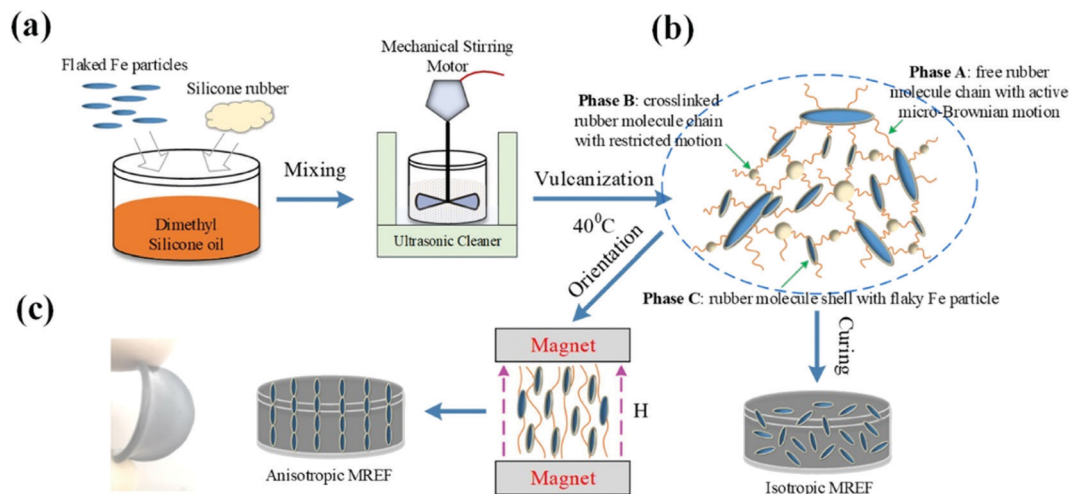 (a)
Flaked Fe particles
Silicone rubber
Dimethyl
Silicone oil
Mixing
Mechanical Stirring
Motor
Ultrasonic Cleaner
Vulcanization
40⁰C
(b)
Phase A: free rubber
molecule chain with active
micro-Brownian motion
Phase B: crosslinked
rubber molecule chain
with restricted motion
Phase C: rubber molecule shell with flaky Fe particle
Orientation
Curing
(c)
Magnet
H
Magnet
Anisotropic MREF
Isotropic MREF